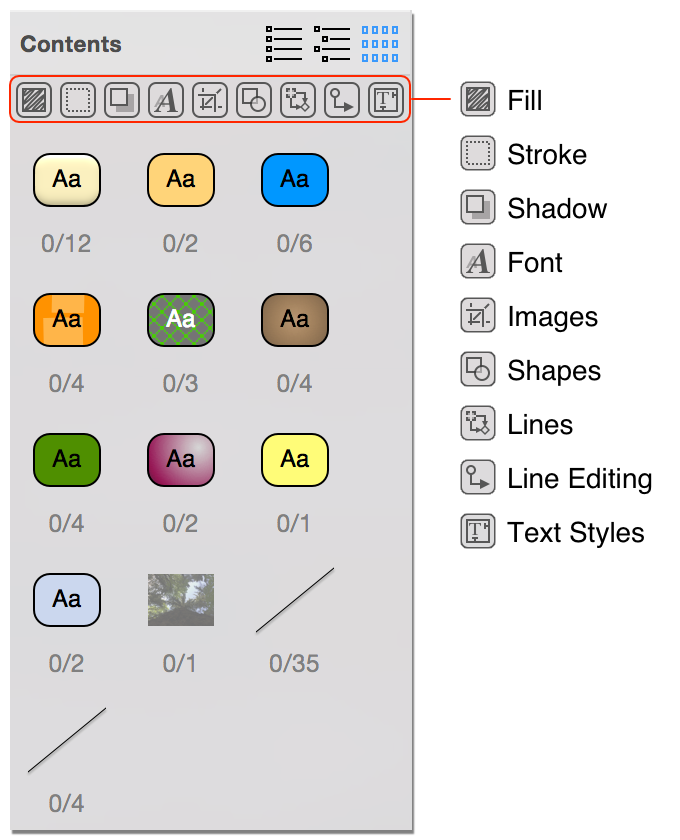 Contents
Fill
Stroke
Shadow
Font
Images
Shapes
Lines
Line Editing
Text Styles
Aa Aa Aa
0/12 0/2 0/6
Aa Aa Aa
0/4 0/3 0/4
Aa Aa Aa
0/4 0/2 0/1
Aa
0/2 0/1 0/35
0/4